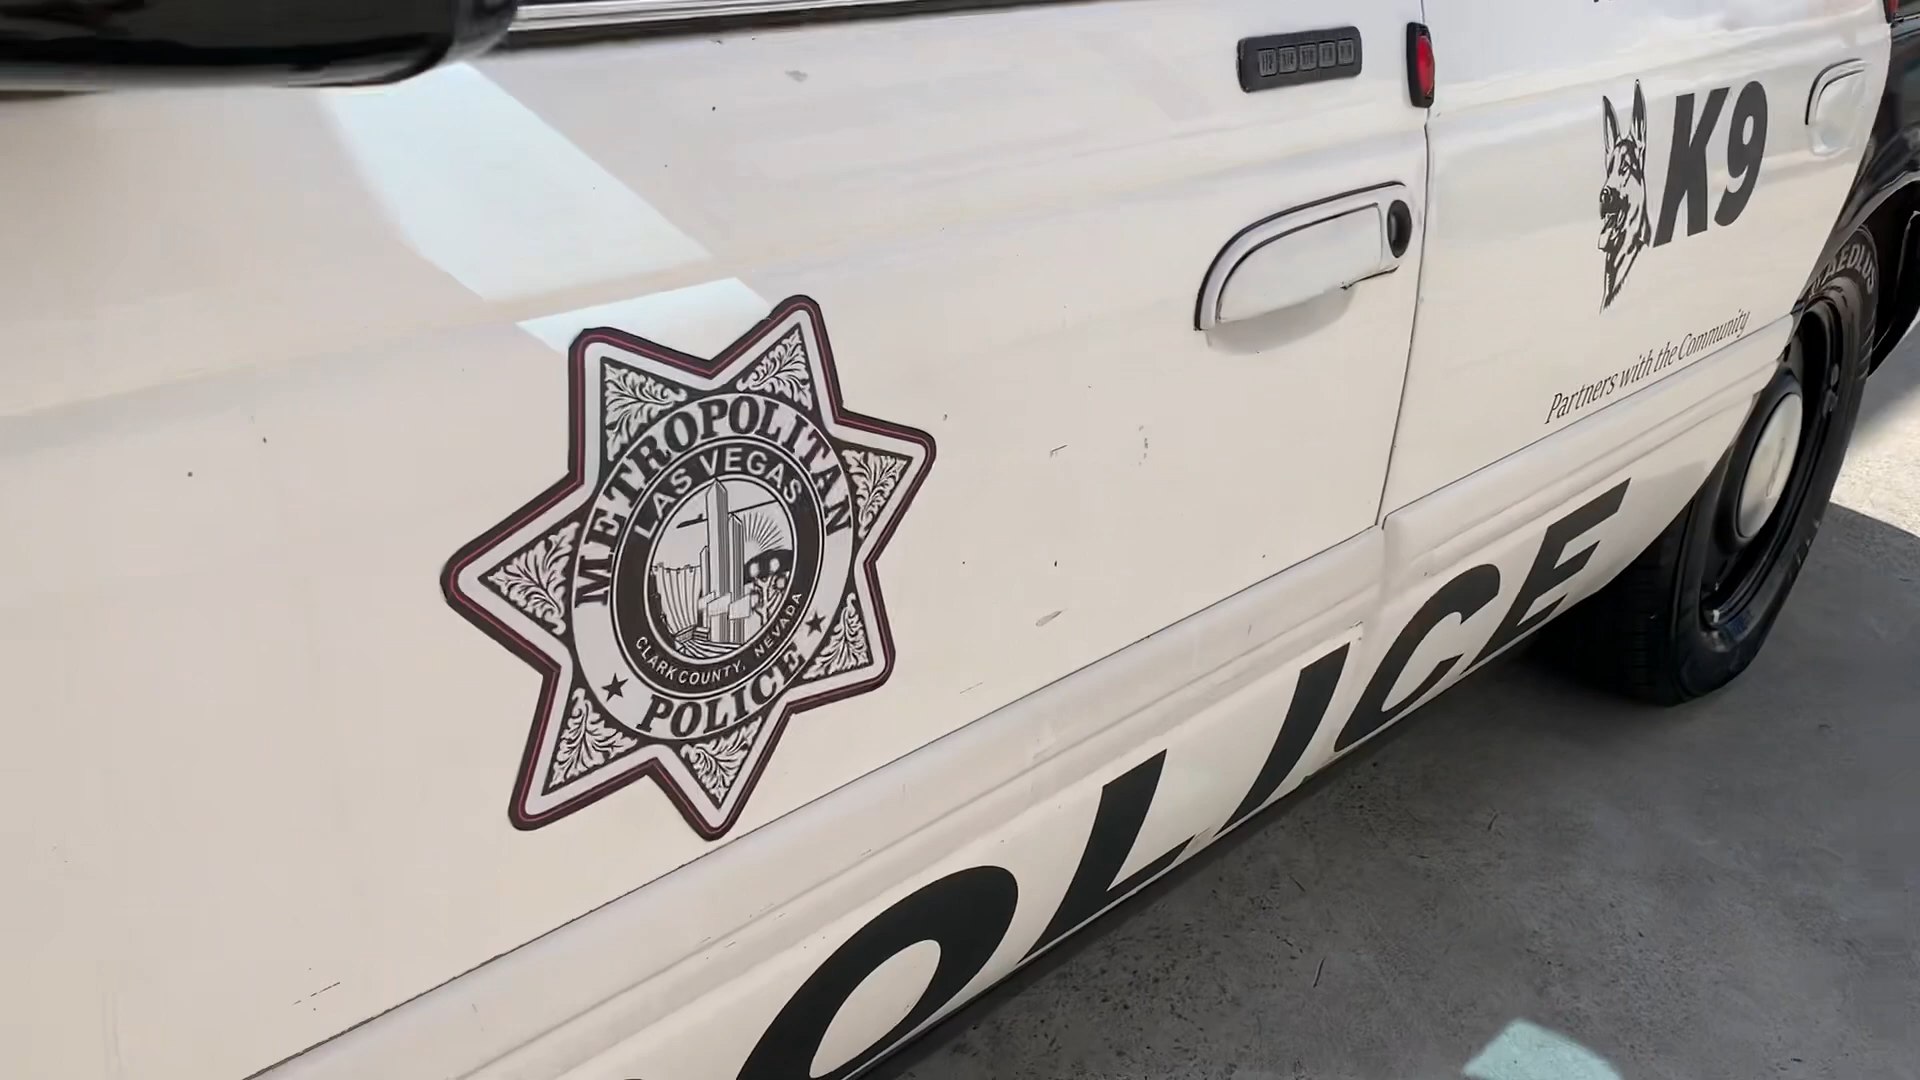 METROPOLITAN
LAS VEGAS
CLARK COUNTY, NEVADA
POLICE
K9
Partners with the Community
OLICE